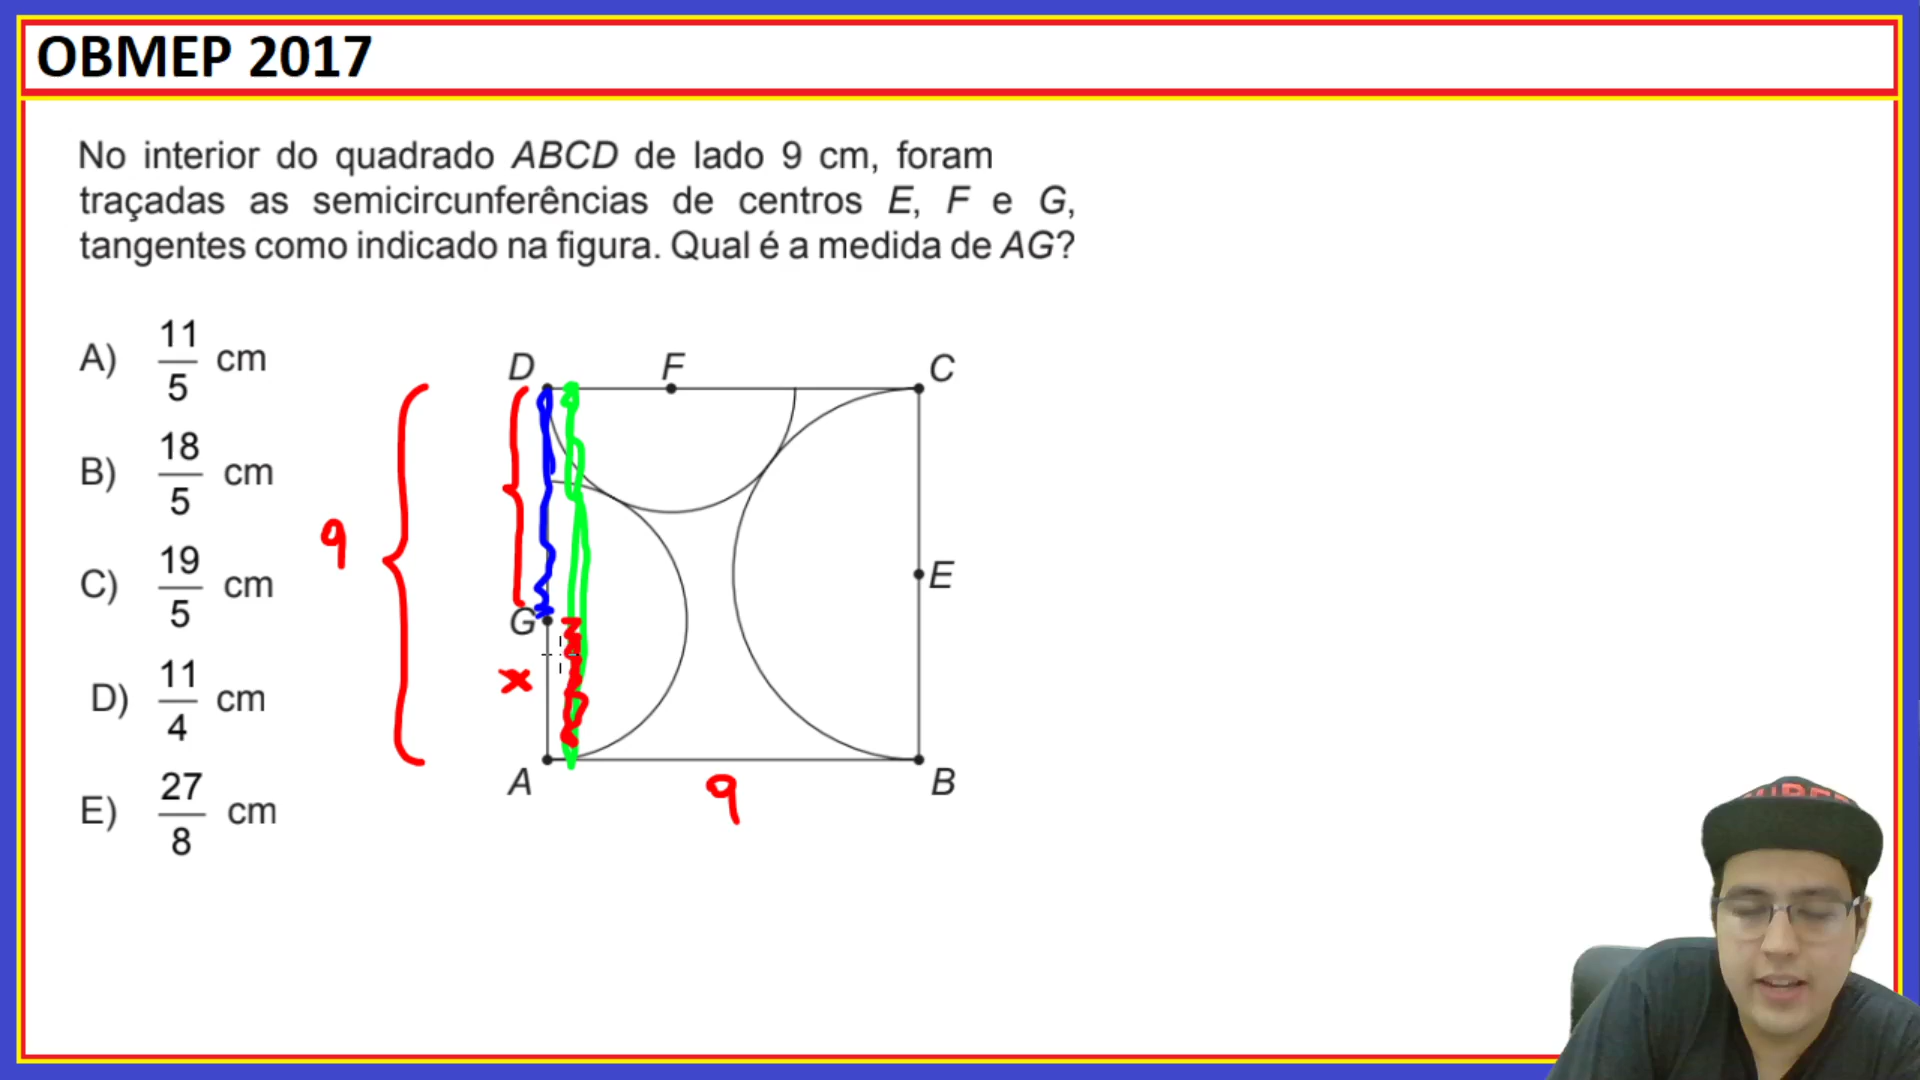 OBMEP 2017
No interior do quadrado ABCD de lado 9 cm, foram
traçadas as semicircunferências de centros E, F e G,
tangentes como indicado na figura. Qual é a medida de AG?
A) 11/5 cm
B) 18/5 cm
C) 19/5 cm
D) 11/4 cm
E) 27/8 cm
D F C
9
G E
x
A B
9